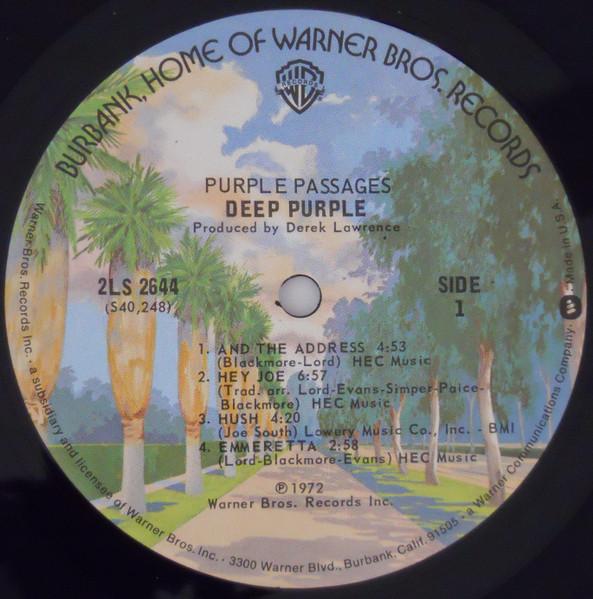 BURBANK, HOME OF WARNER BROS. RECORDS
WB
RECORDS
PURPLE PASSAGES
DEEP PURPLE
Produced by Derek Lawrence
2LS 2644
(S40,248)
SIDE
1
1. AND THE ADDRESS 4:53
(Blackmore-Lord) HEC Music
2. HEY JOE 6:57
(Trad. arr. Lord-Evans-Simper-Paice-
Blackmore) HEC Music
3. HUSH 4:20
(Joe South) Lowery Music Co., Inc. - BMI
4. EMMERETTA 2:58
(Lord-Blackmore-Evans) HEC Music
℗ 1972
Warner Bros. Records Inc.
Warner Bros. Records Inc. • a subsidiary and licensee of Warner Bros. Inc. • 3300 Warner Blvd., Burbank, Calif. 91505 • a Warner Communications Company. Made in U.S.A.